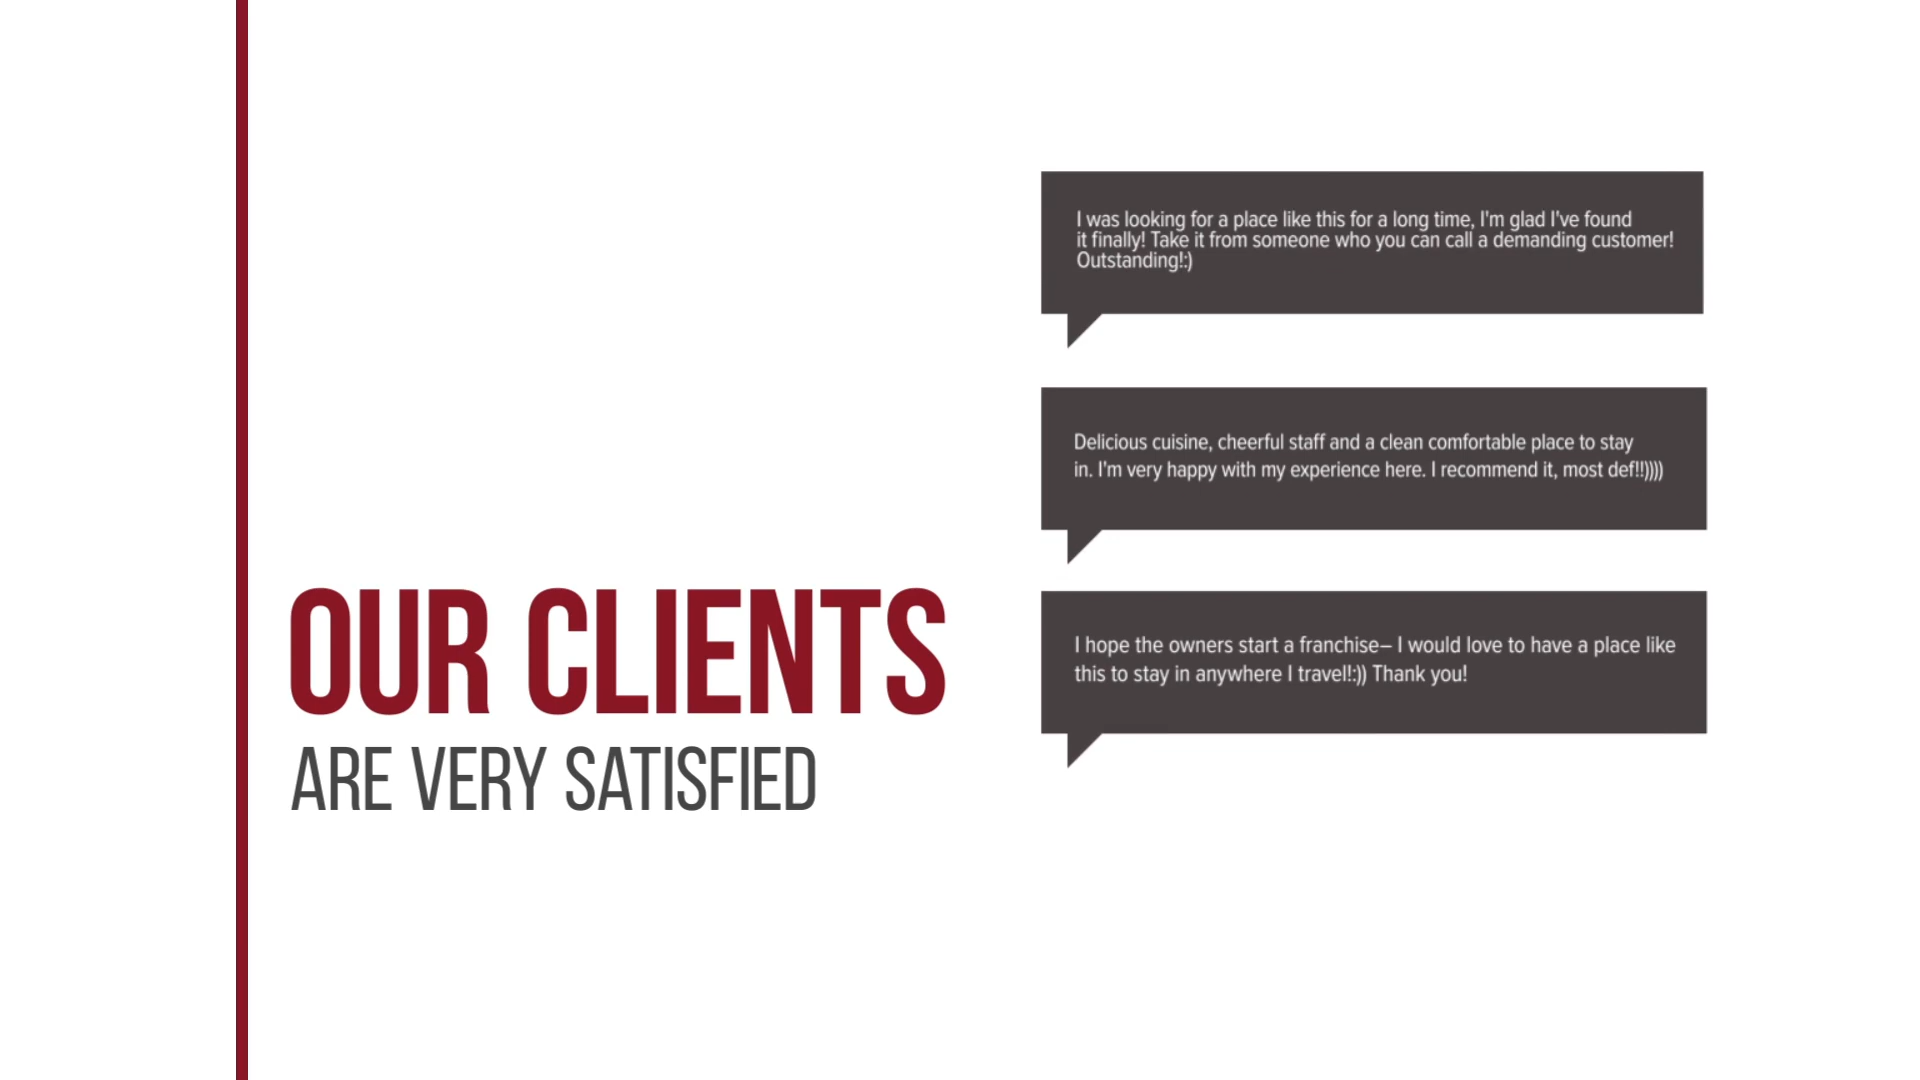 OUR CLIENTS
ARE VERY SATISFIED
I was looking for a place like this for a long time, I'm glad I've found
it finally! Take it from someone who you can call a demanding customer!
Outstanding!:)
Delicious cuisine, cheerful staff and a clean comfortable place to stay
in. I'm very happy with my experience here. I recommend it, most def!!))))
I hope the owners start a franchise– I would love to have a place like
this to stay in anywhere I travel!:)) Thank you!